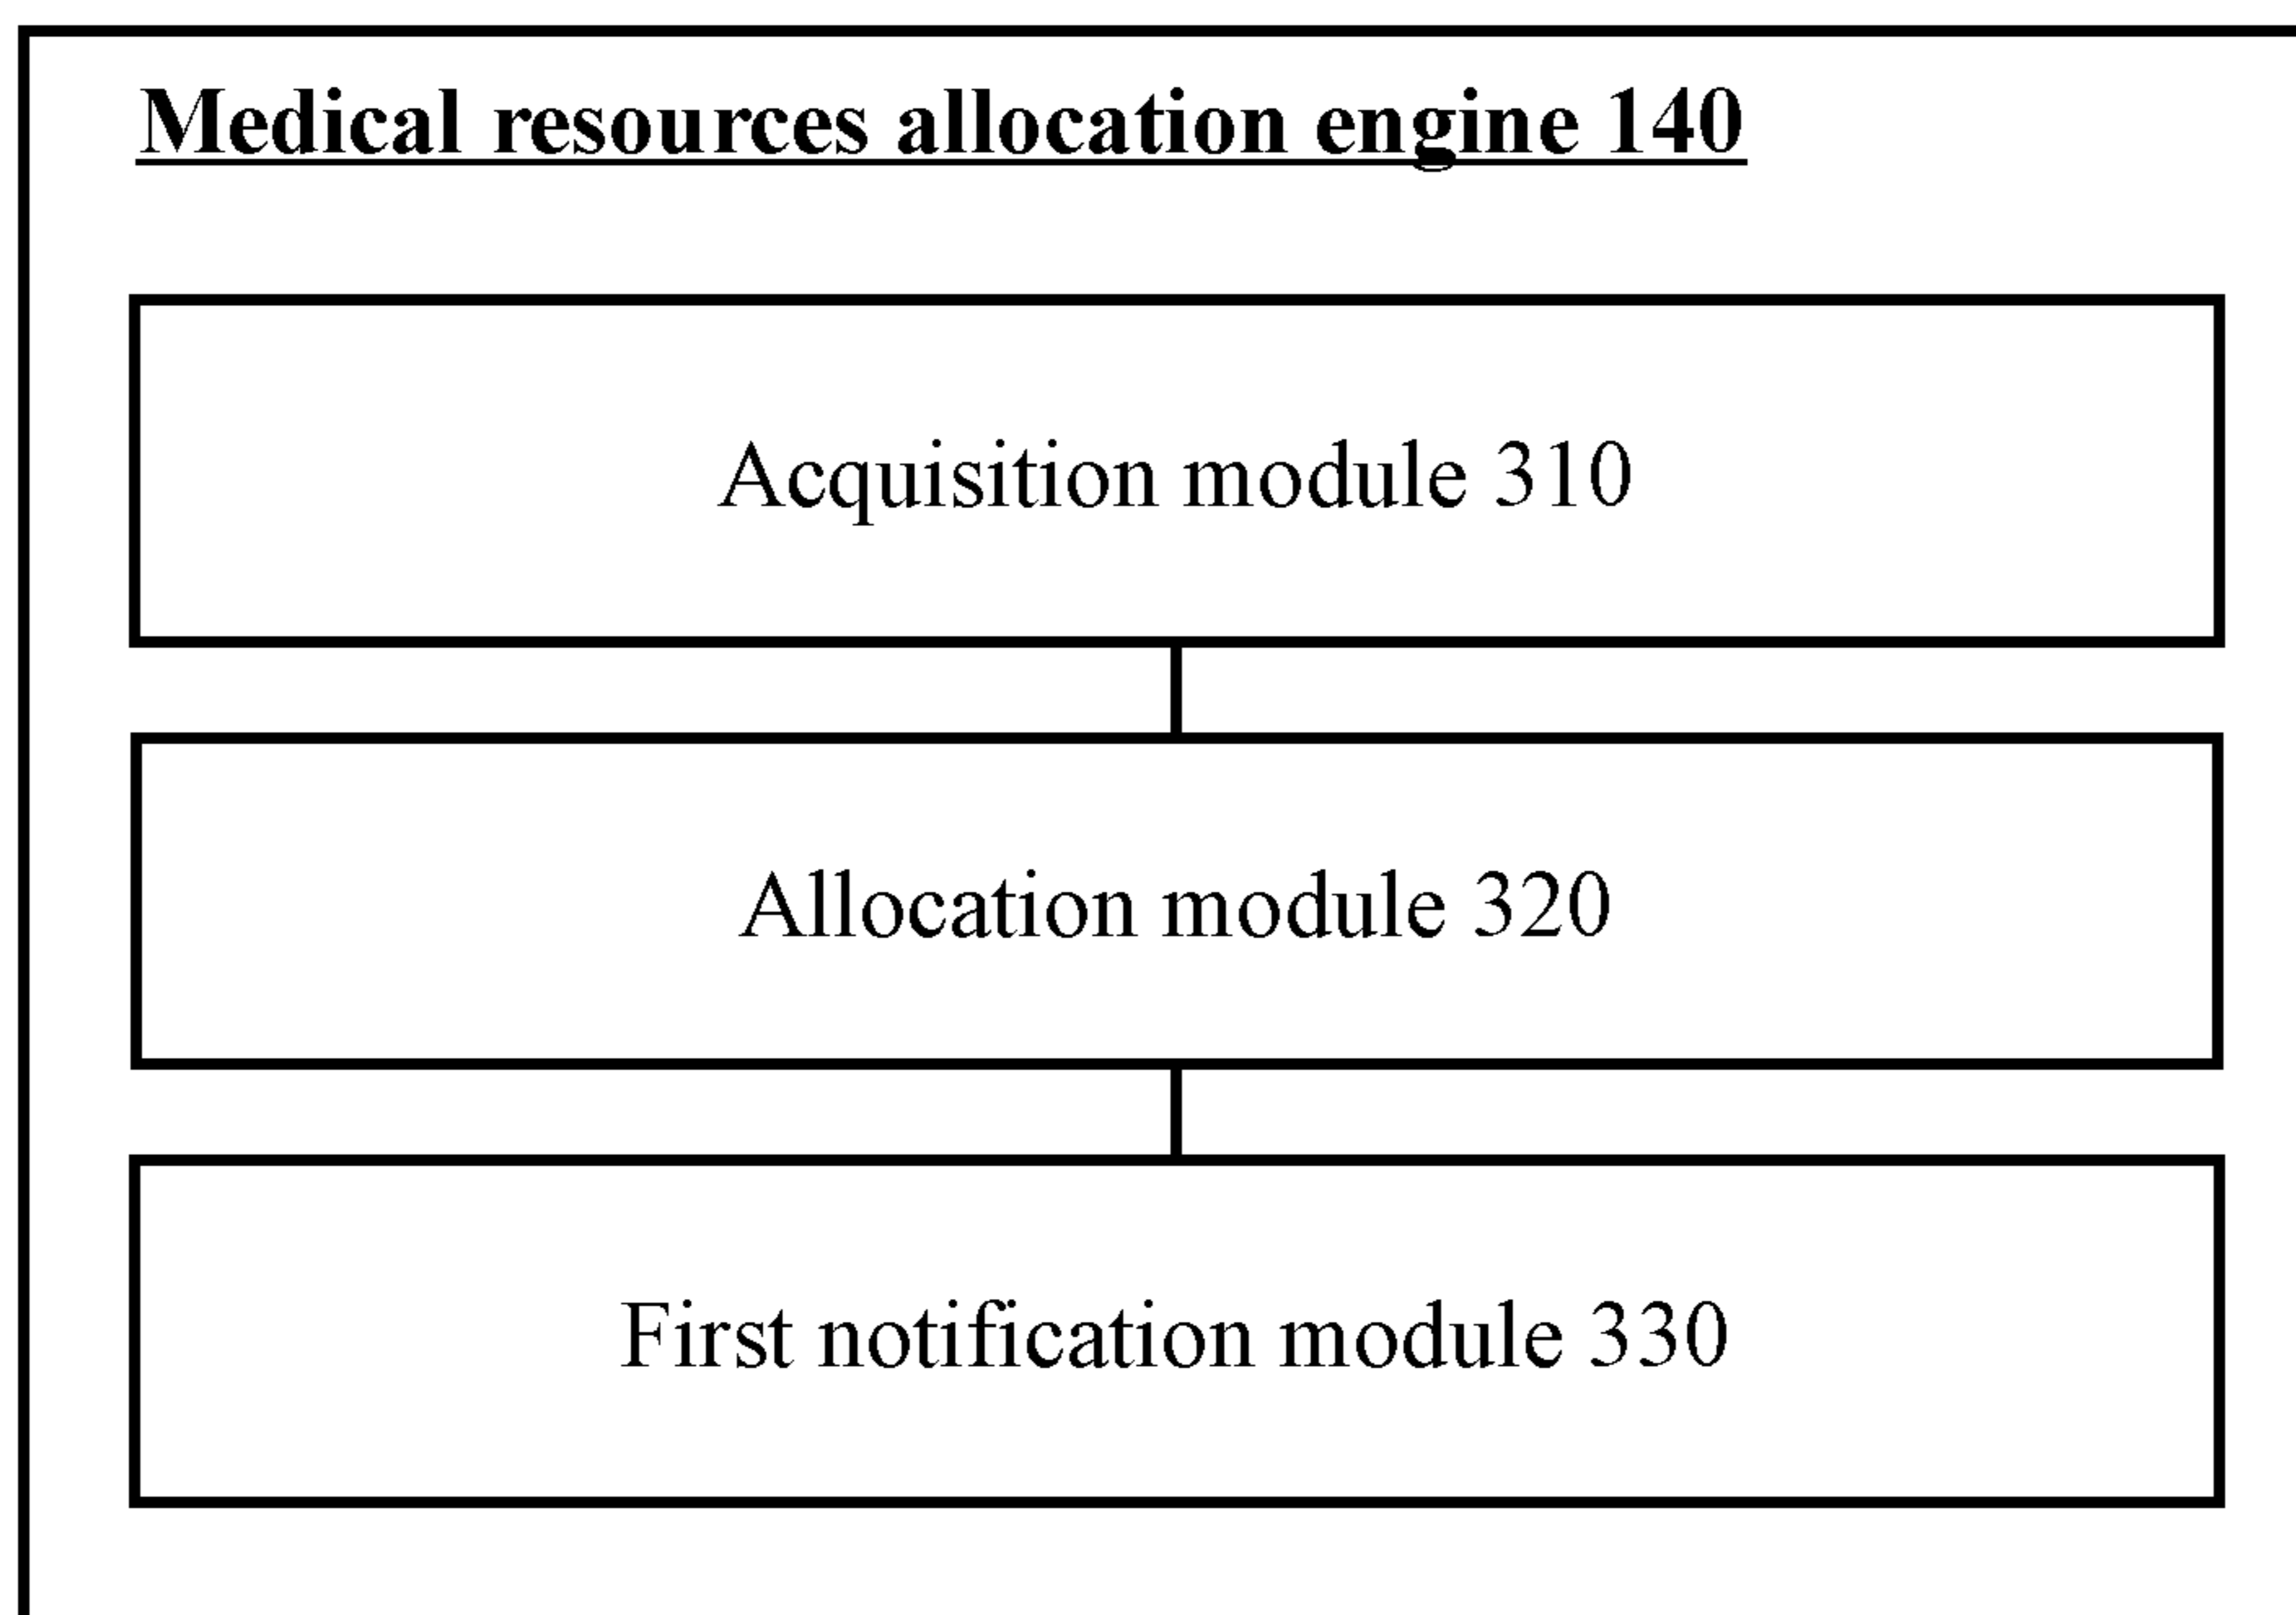 Medical resources allocation engine 140
Acquisition module 310
Allocation module 320
First notification module 330